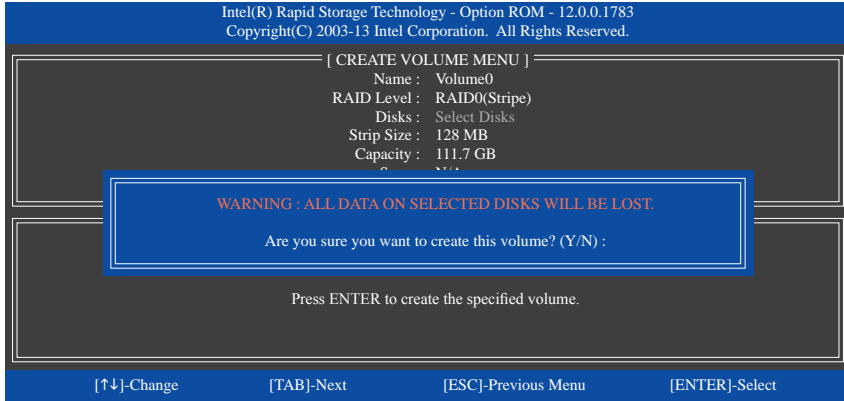 Intel(R) Rapid Storage Technology - Option ROM - 12.0.0.1783
Copyright(C) 2003-13 Intel Corporation. All Rights Reserved.
[ CREATE VOLUME MENU ]
Name : Volume0
RAID Level : RAID0(Stripe)
Disks : Select Disks
Strip Size : 128 MB
Capacity : 111.7 GB
WARNING : ALL DATA ON SELECTED DISKS WILL BE LOST.
Are you sure you want to create this volume? (Y/N) :
Press ENTER to create the specified volume.
[↑↓]-Change [TAB]-Next [ESC]-Previous Menu [ENTER]-Select